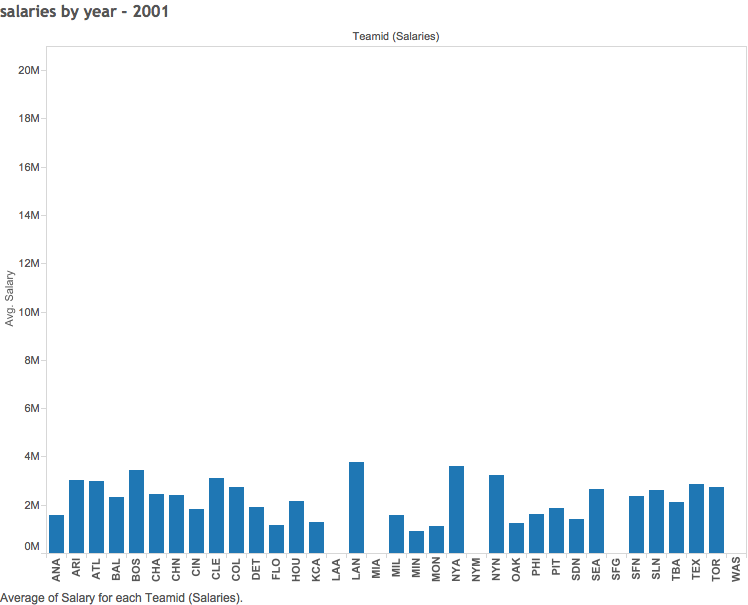 salaries by year - 2001
Teamid (Salaries)
Avg. Salary
20M
18M
16M
14M
12M
10M
8M
6M
4M
2M
0M
ANA
ARI
ATL
BAL
BOS
CHA
CHN
CIN
CLE
COL
DET
FLO
HOU
KCA
LAA
LAN
MIA
MIL
MIN
MON
NYA
NYM
NYN
OAK
PHI
PIT
SDN
SEA
SFG
SFN
SLN
TBA
TEX
TOR
WAS
Average of Salary for each Teamid (Salaries).